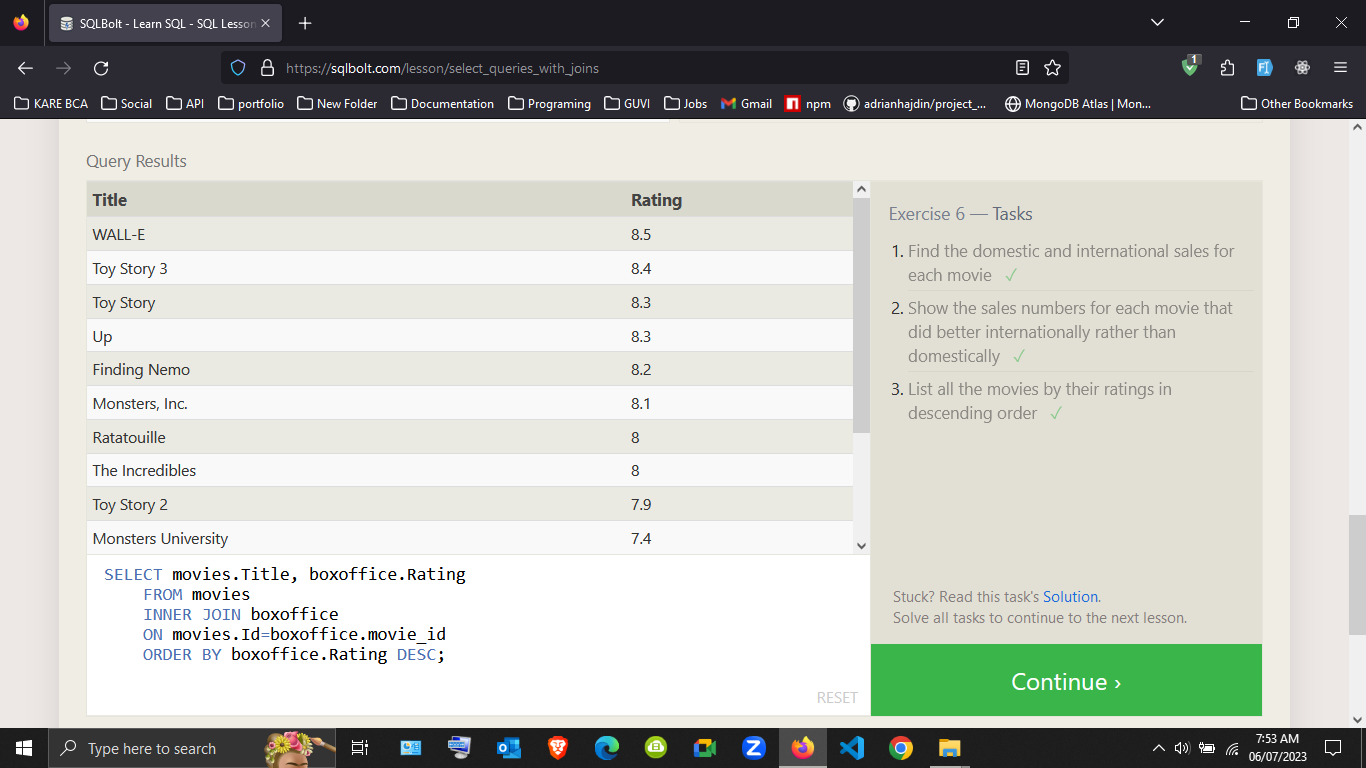 SQLBolt - Learn SQL - SQL Lesson
https://sqlbolt.com/lesson/select_queries_with_joins
1
KARE BCA Social API portfolio New Folder Documentation Programing GUVI Jobs Gmail npm adrianhajdin/project_... MongoDB Atlas | Mon... Other Bookmarks
Query Results
Title Rating
WALL-E 8.5
Toy Story 3 8.4
Toy Story 8.3
Up 8.3
Finding Nemo 8.2
Monsters, Inc. 8.1
Ratatouille 8
The Incredibles 8
Toy Story 2 7.9
Monsters University 7.4
SELECT movies.Title, boxoffice.Rating
FROM movies
INNER JOIN boxoffice
ON movies.Id=boxoffice.movie_id
ORDER BY boxoffice.Rating DESC;
RESET
Exercise 6 — Tasks
1. Find the domestic and international sales for
each movie ✓
2. Show the sales numbers for each movie that
did better internationally rather than
domestically ✓
3. List all the movies by their ratings in
descending order ✓
Stuck? Read this task's Solution.
Solve all tasks to continue to the next lesson.
Continue ›
Type here to search
7:53 AM
06/07/2023